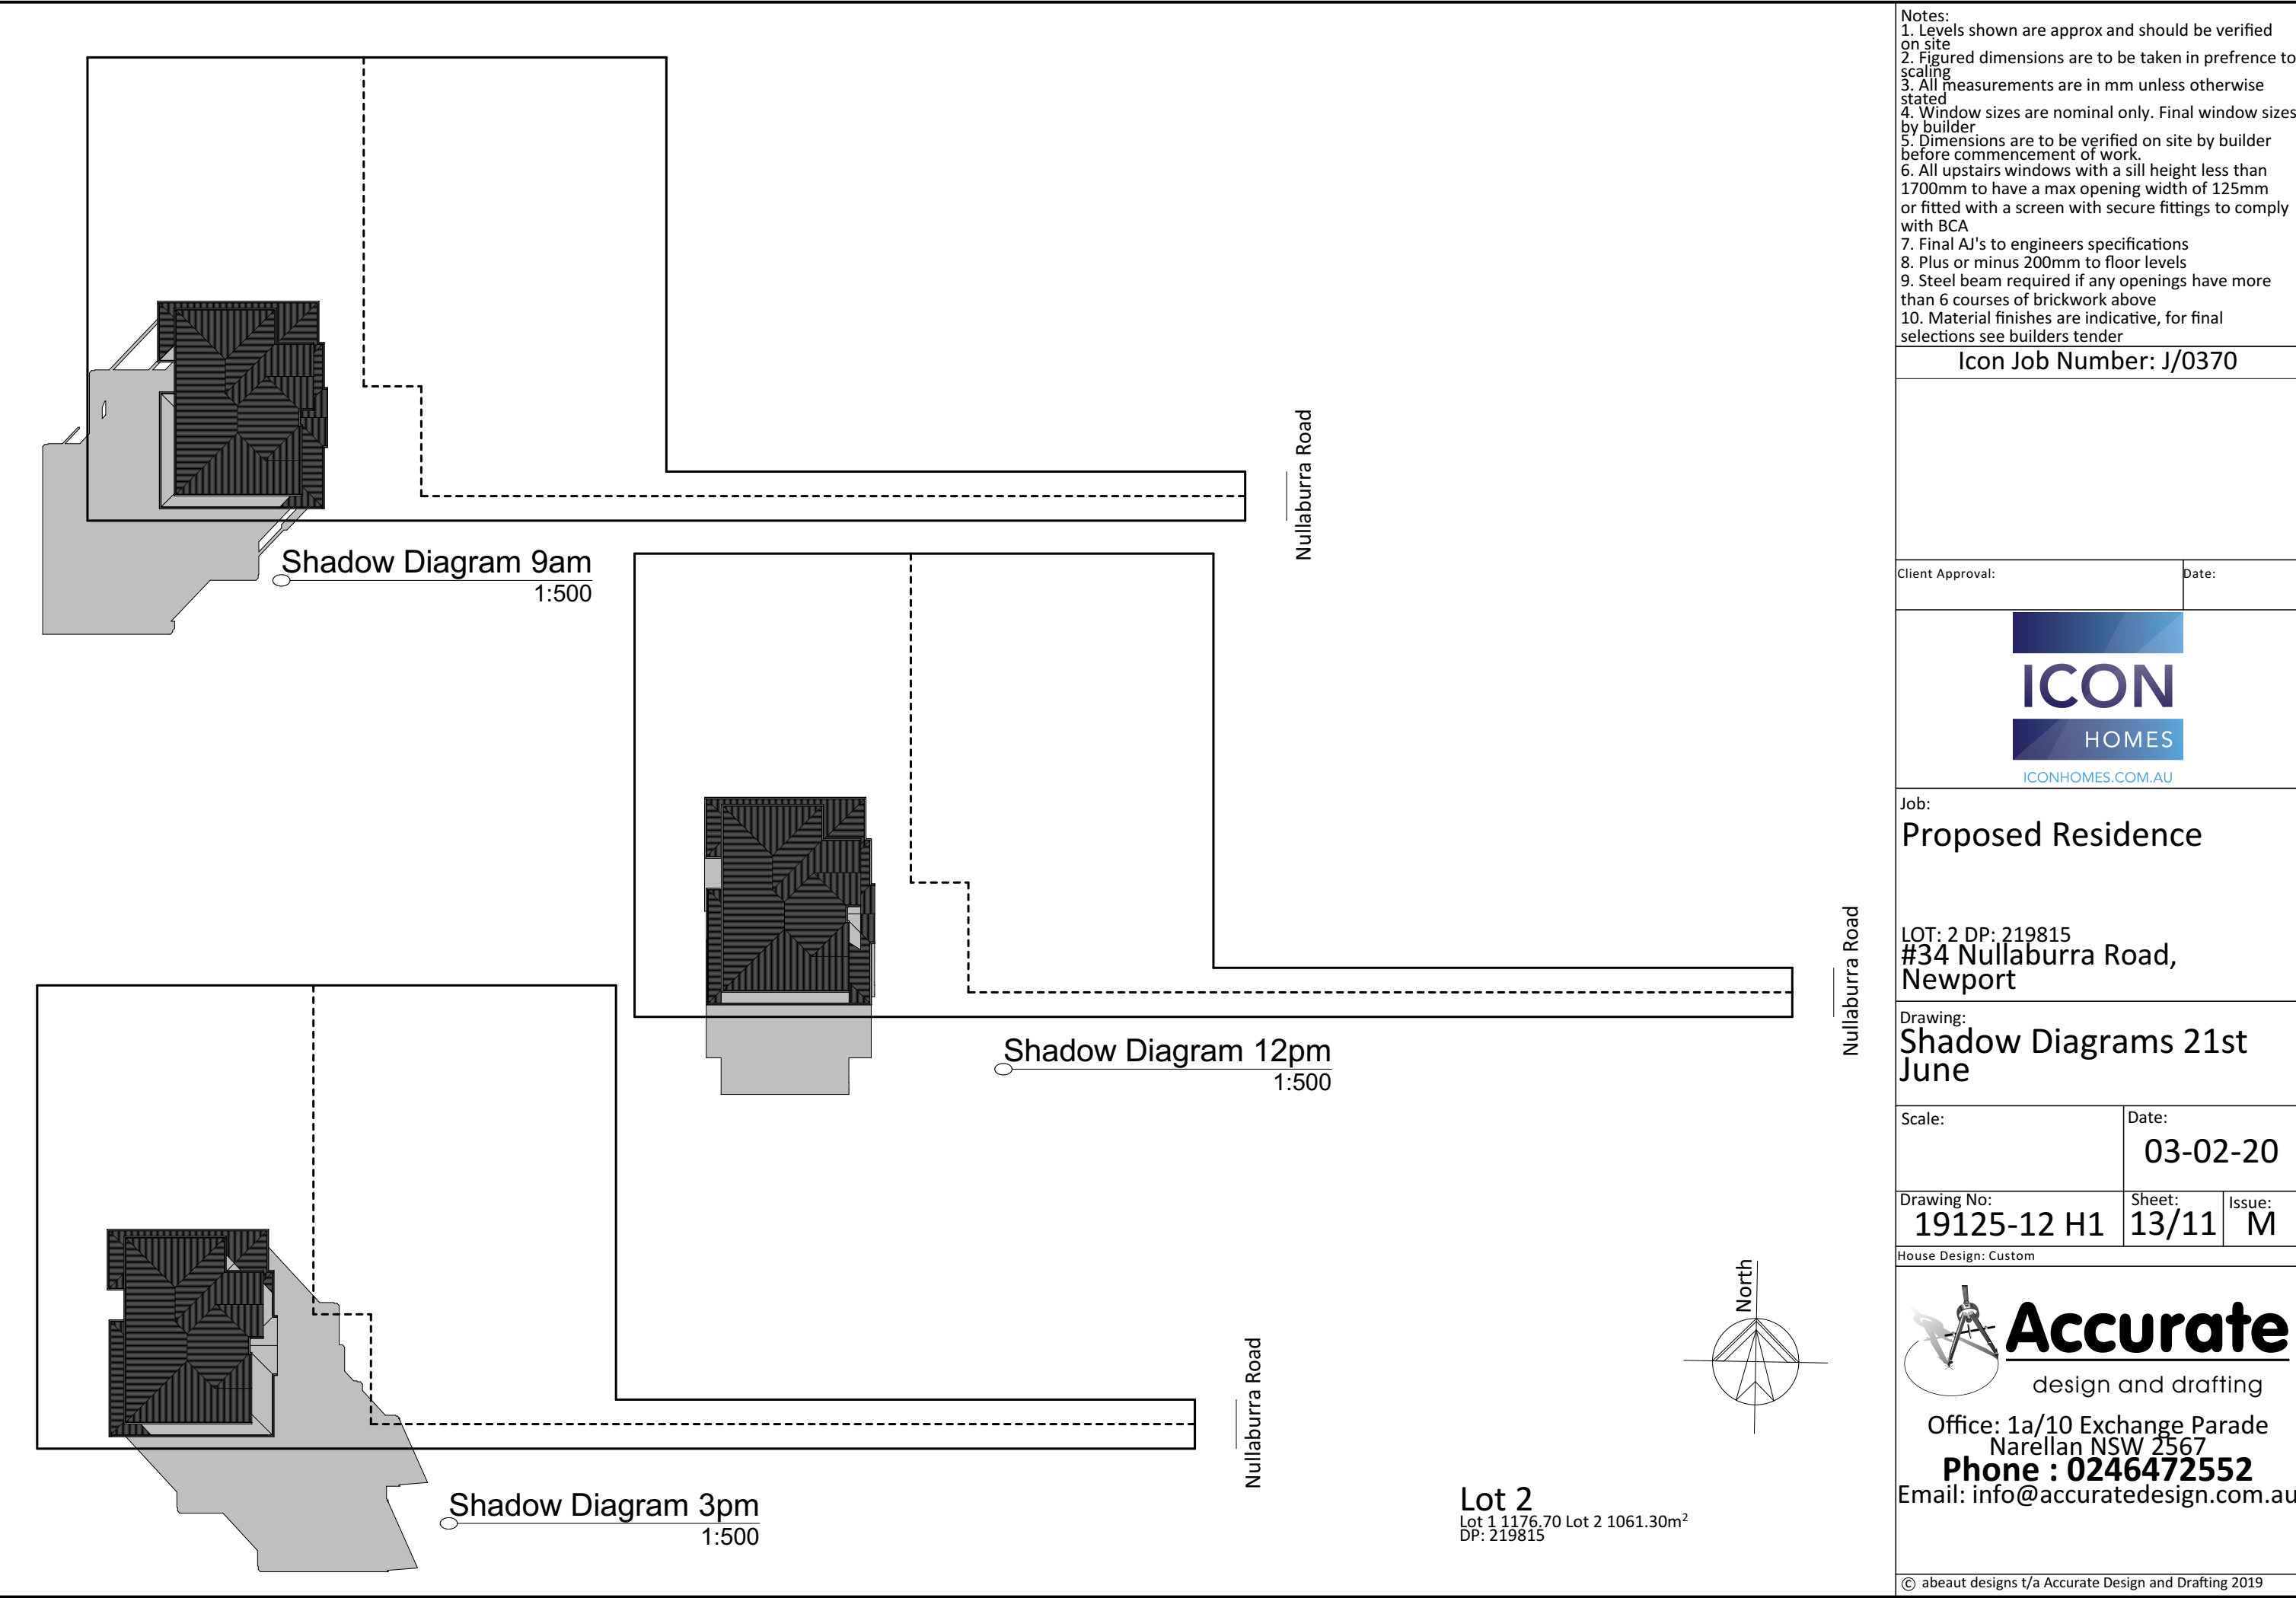 Notes:
1. Levels shown are approx and should be verified
on site
2. Figured dimensions are to be taken in prefrence to
scaling
3. All measurements are in mm unless otherwise
stated
4. Window sizes are nominal only. Final window sizes
by builder
5. Dimensions are to be verified on site by builder
before commencement of work.
6. All upstairs windows with a sill height less than
1700mm to have a max opening width of 125mm
or fitted with a screen with secure fittings to comply
with BCA
7. Final AJ's to engineers specifications
8. Plus or minus 200mm to floor levels
9. Steel beam required if any openings have more
than 6 courses of brickwork above
10. Material finishes are indicative, for final
selections see builders tender
Icon Job Number: J/0370
Client Approval:
Date:
ICON
HOMES
ICONHOMES.COM.AU
Job:
Proposed Residence
LOT: 2 DP: 219815
#34 Nullaburra Road,
Newport
Drawing:
Shadow Diagrams 21st
June
Scale:
Date:
03-02-20
Drawing No:
19125-12 H1
Sheet:
13/11
Issue:
M
House Design: Custom
Accurate
design and drafting
Office: 1a/10 Exchange Parade
Narellan NSW 2567
Phone : 0246472552
Email: info@accuratedesign.com.au
© abeaut designs t/a Accurate Design and Drafting 2019
Nullaburra Road
Shadow Diagram 9am
1:500
Nullaburra Road
Shadow Diagram 12pm
1:500
Nullaburra Road
Shadow Diagram 3pm
1:500
North
Lot 2
Lot 1 1176.70 Lot 2 1061.30m²
DP: 219815